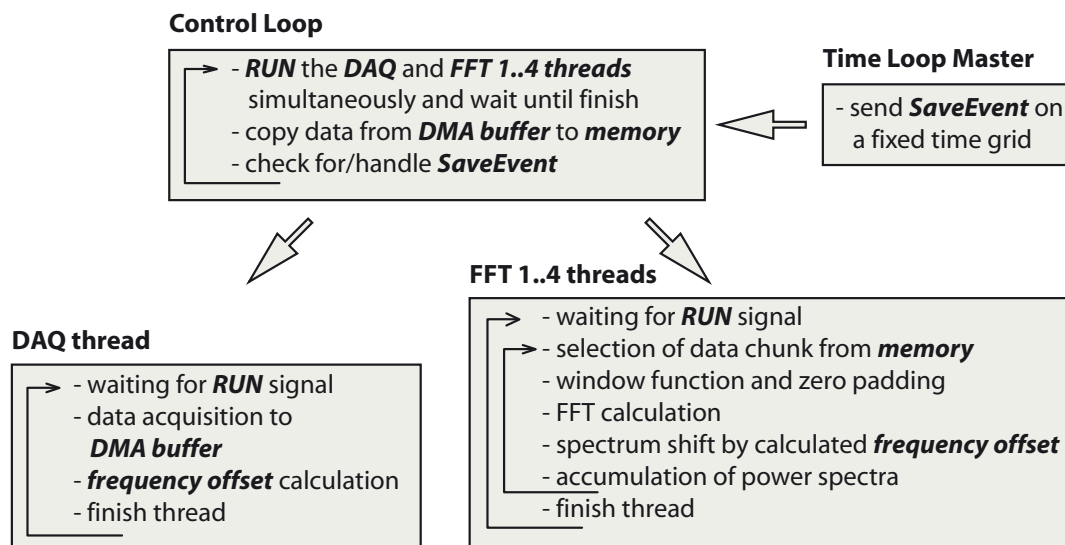 Control Loop
- RUN the DAQ and FFT 1..4 threads
simultaneously and wait until finish
- copy data from DMA buffer to memory
- check for/handle SaveEvent
Time Loop Master
- send SaveEvent on
a fixed time grid
DAQ thread
- waiting for RUN signal
- data acquisition to
DMA buffer
- frequency offset calculation
- finish thread
FFT 1..4 threads
- waiting for RUN signal
- selection of data chunk from memory
- window function and zero padding
- FFT calculation
- spectrum shift by calculated frequency offset
- accumulation of power spectra
- finish thread